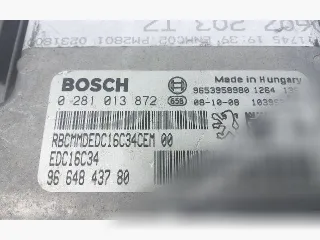 BOSCH
Made in Hungary
9653958980 1264
0 281 013 872
656
08-10-08
RBCMMDEDC16C34CEM 00
EDC16C34
96 648 437 80